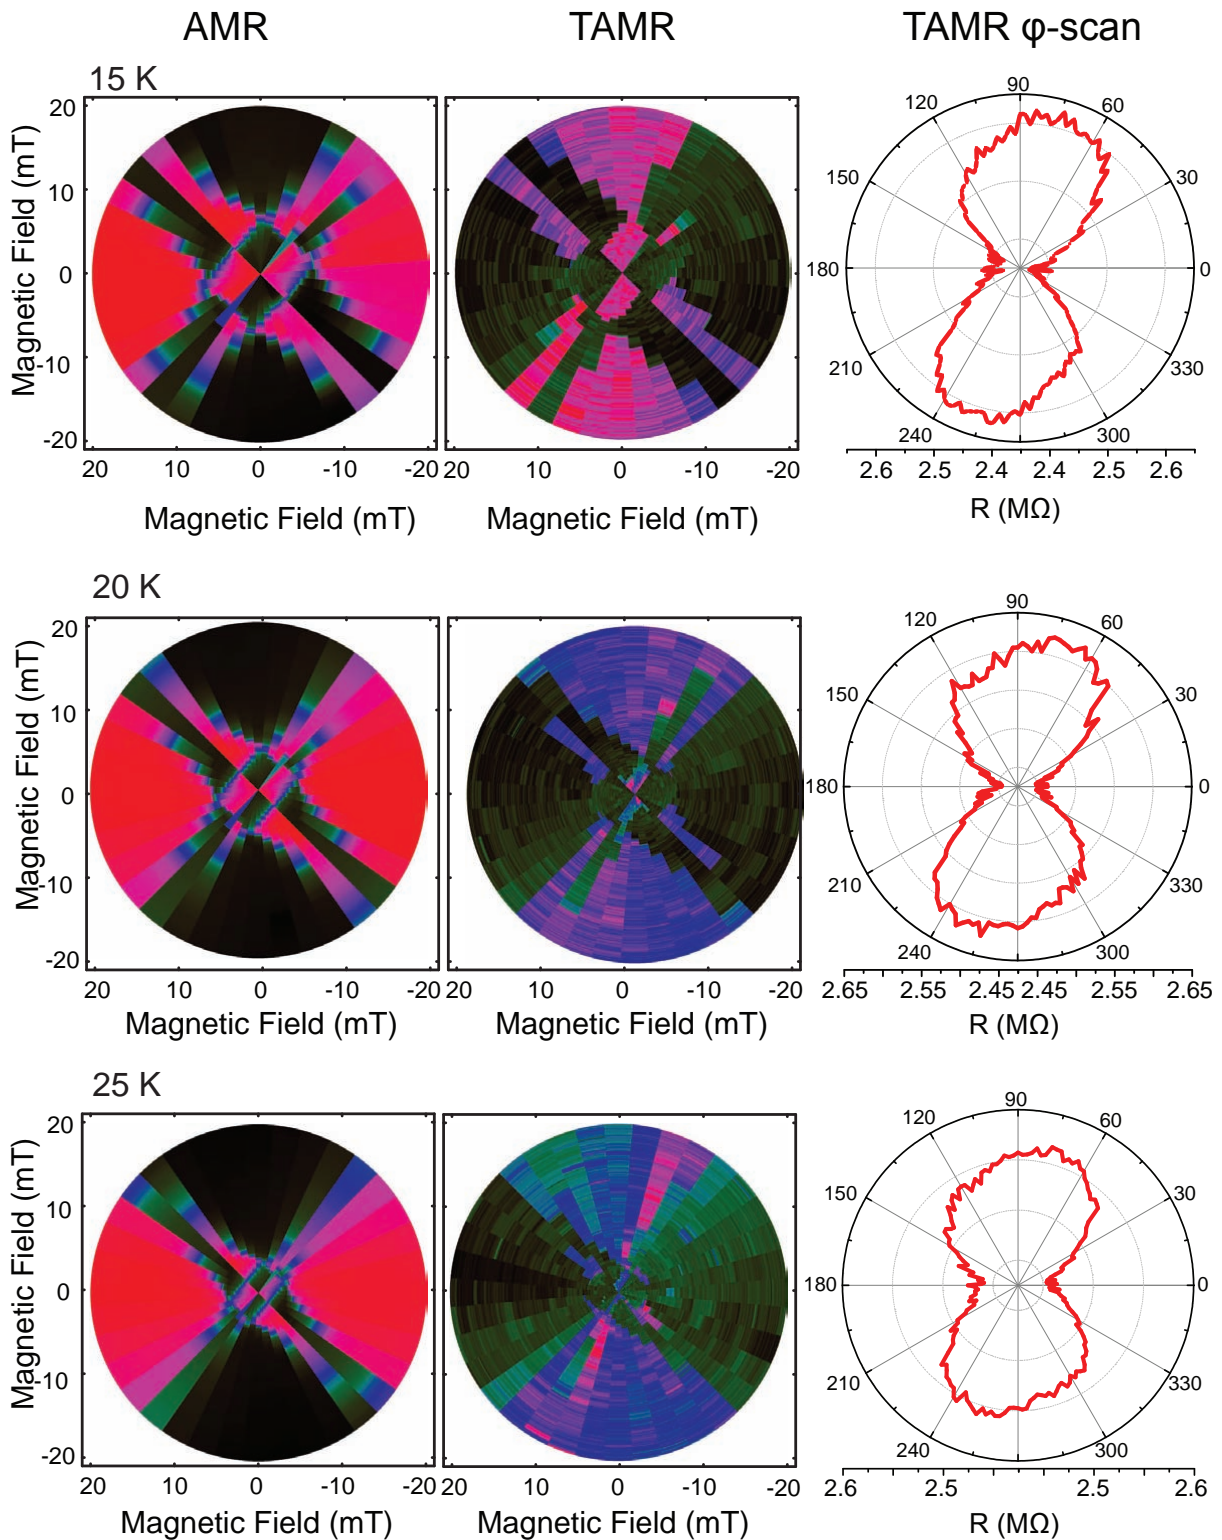 AMR TAMR TAMR φ-scan
15 K
Magnetic Field (mT)
20
10
0
-10
-20
20 10 0 -10 -20
Magnetic Field (mT)
20 10 0 -10 -20
Magnetic Field (mT)
90
120 60
150 30
180 0
210 330
240 300
2.6 2.5 2.4 2.4 2.5 2.6
R (MΩ)
20 K
Magnetic Field (mT)
20
10
0
-10
-20
20 10 0 -10 -20
Magnetic Field (mT)
20 10 0 -10 -20
Magnetic Field (mT)
90
120 60
150 30
180 0
210 330
240 300
2.65 2.55 2.45 2.45 2.55 2.65
R (MΩ)
25 K
Magnetic Field (mT)
20
10
0
-10
-20
20 10 0 -10 -20
Magnetic Field (mT)
20 10 0 -10 -20
Magnetic Field (mT)
90
120 60
150 30
180 0
210 330
240 300
2.6 2.5 2.5 2.6
R (MΩ)